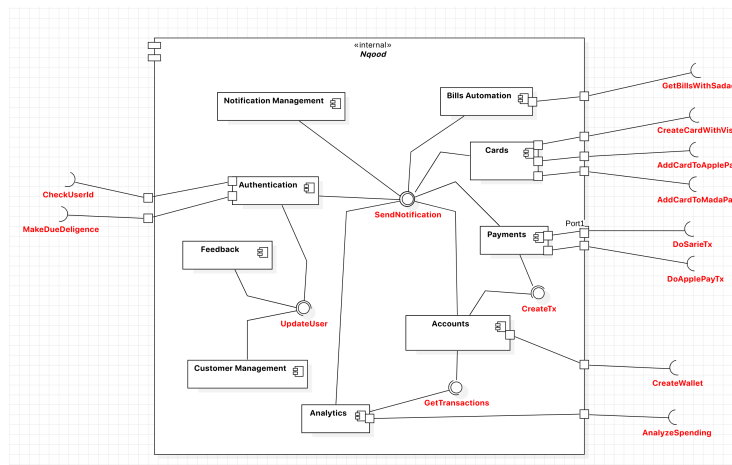 «internal»
Nqood
Notification Management
Bills Automation
GetBillsWithSadad
Cards
CreateCardWithVis
AddCardToApplePa
AddCardToMadaPa
CheckUserId
Authentication
SendNotification
MakeDueDeligence
Port1
Payments
DoSarieTx
Feedback
DoApplePayTx
CreateTx
UpdateUser
Accounts
Customer Management
CreateWallet
GetTransactions
Analytics
AnalyzeSpending